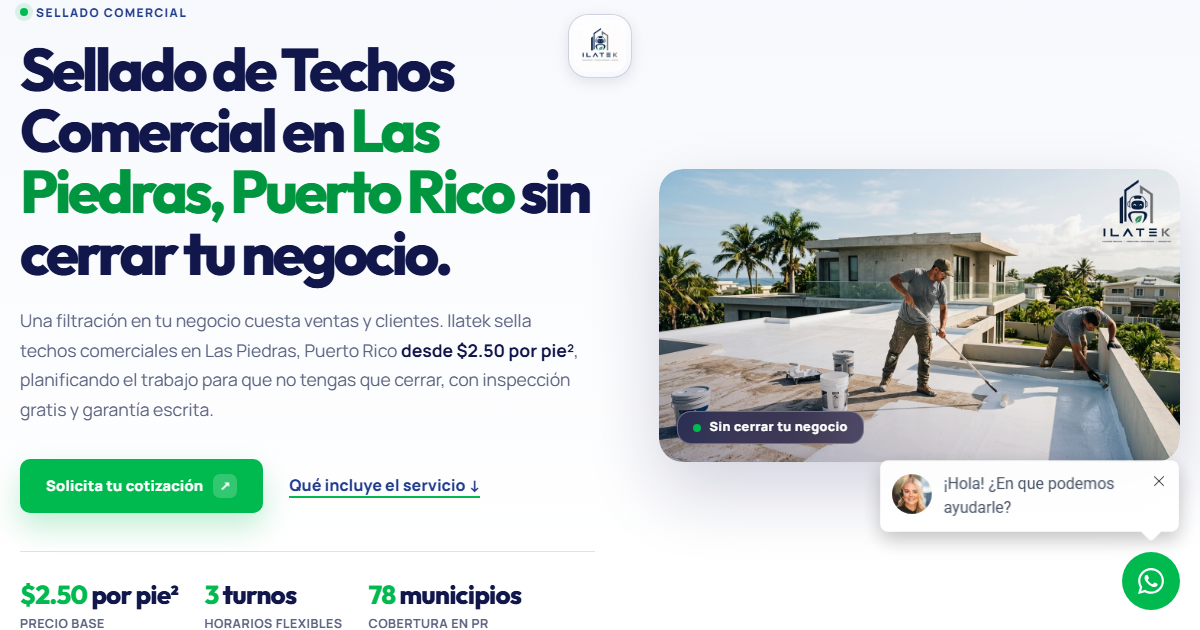 SELLADO COMERCIAL
ILATEK
Sellado de Techos
Comercial en Las
Piedras, Puerto Rico sin
cerrar tu negocio.
Una filtración en tu negocio cuesta ventas y clientes. Ilatek sella
techos comerciales en Las Piedras, Puerto Rico desde $2.50 por pie²,
planificando el trabajo para que no tengas que cerrar, con inspección
gratis y garantía escrita.
Solicita tu cotización ↗
Qué incluye el servicio ↓
$2.50 por pie²
PRECIO BASE
3 turnos
HORARIOS FLEXIBLES
78 municipios
COBERTURA EN PR
ILATEK
Sin cerrar tu negocio
¡Hola! ¿En que podemos
ayudarle?